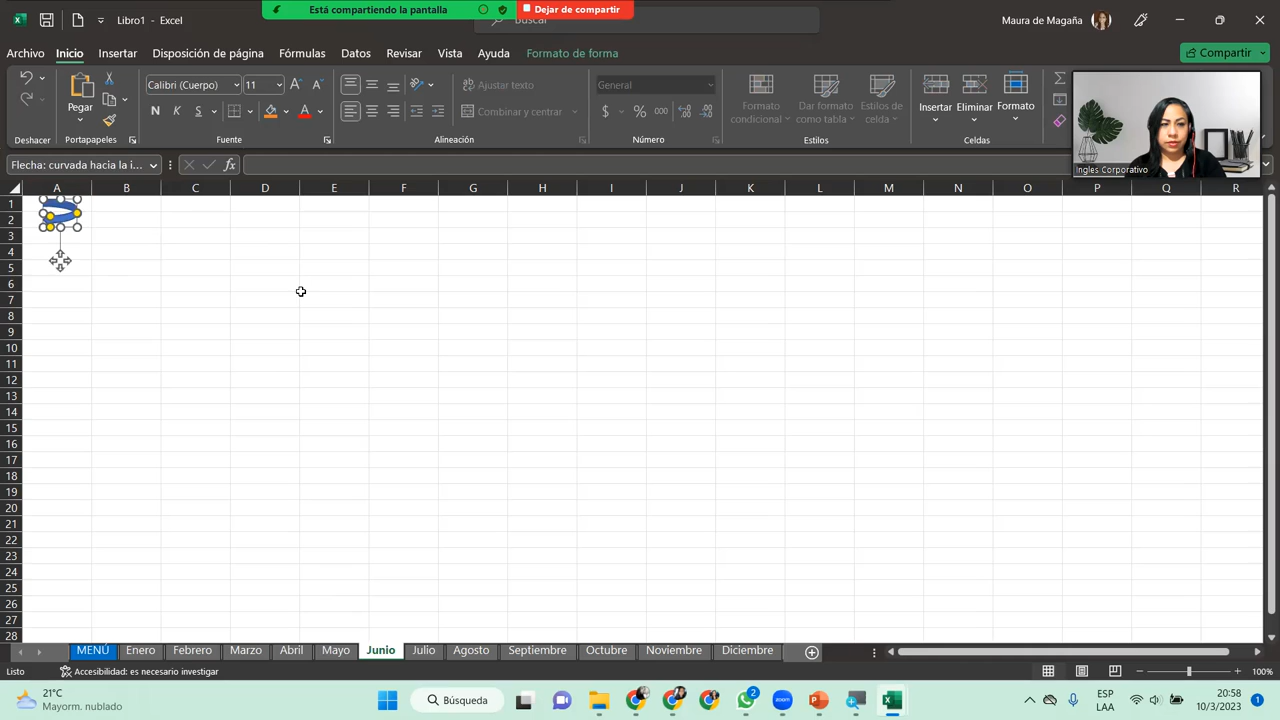 Está compartiendo la pantalla
Dejar de compartir
Libro1 - Excel
Buscar
Maura de Magaña
Archivo Inicio Insertar Disposición de página Fórmulas Datos Revisar Vista Ayuda Formato de forma
Compartir
Calibri (Cuerpo) 11
Ajustar texto
General
Pegar
N K S
Combinar y centrar
$ % 000
Formato condicional
Dar formato como tabla
Estilos de celda
Insertar
Eliminar
Formato
Deshacer
Portapapeles
Fuente
Alineación
Número
Estilos
Celdas
Ingles Corporativo
Flecha: curvada hacia la i...
fx
A B C D E F G H I J K L M N O P Q R
1
2
3
4
5
6
7
8
9
10
11
12
13
14
15
16
17
18
19
20
21
22
23
24
25
26
27
28
MENÚ Enero Febrero Marzo Abril Mayo Junio Julio Agosto Septiembre Octubre Noviembre Diciembre
Listo
Accesibilidad: es necesario investigar
100%
21°C
Mayorm. nublado
Búsqueda
2
zoom
ESP
LAA
20:58
10/3/2023
1